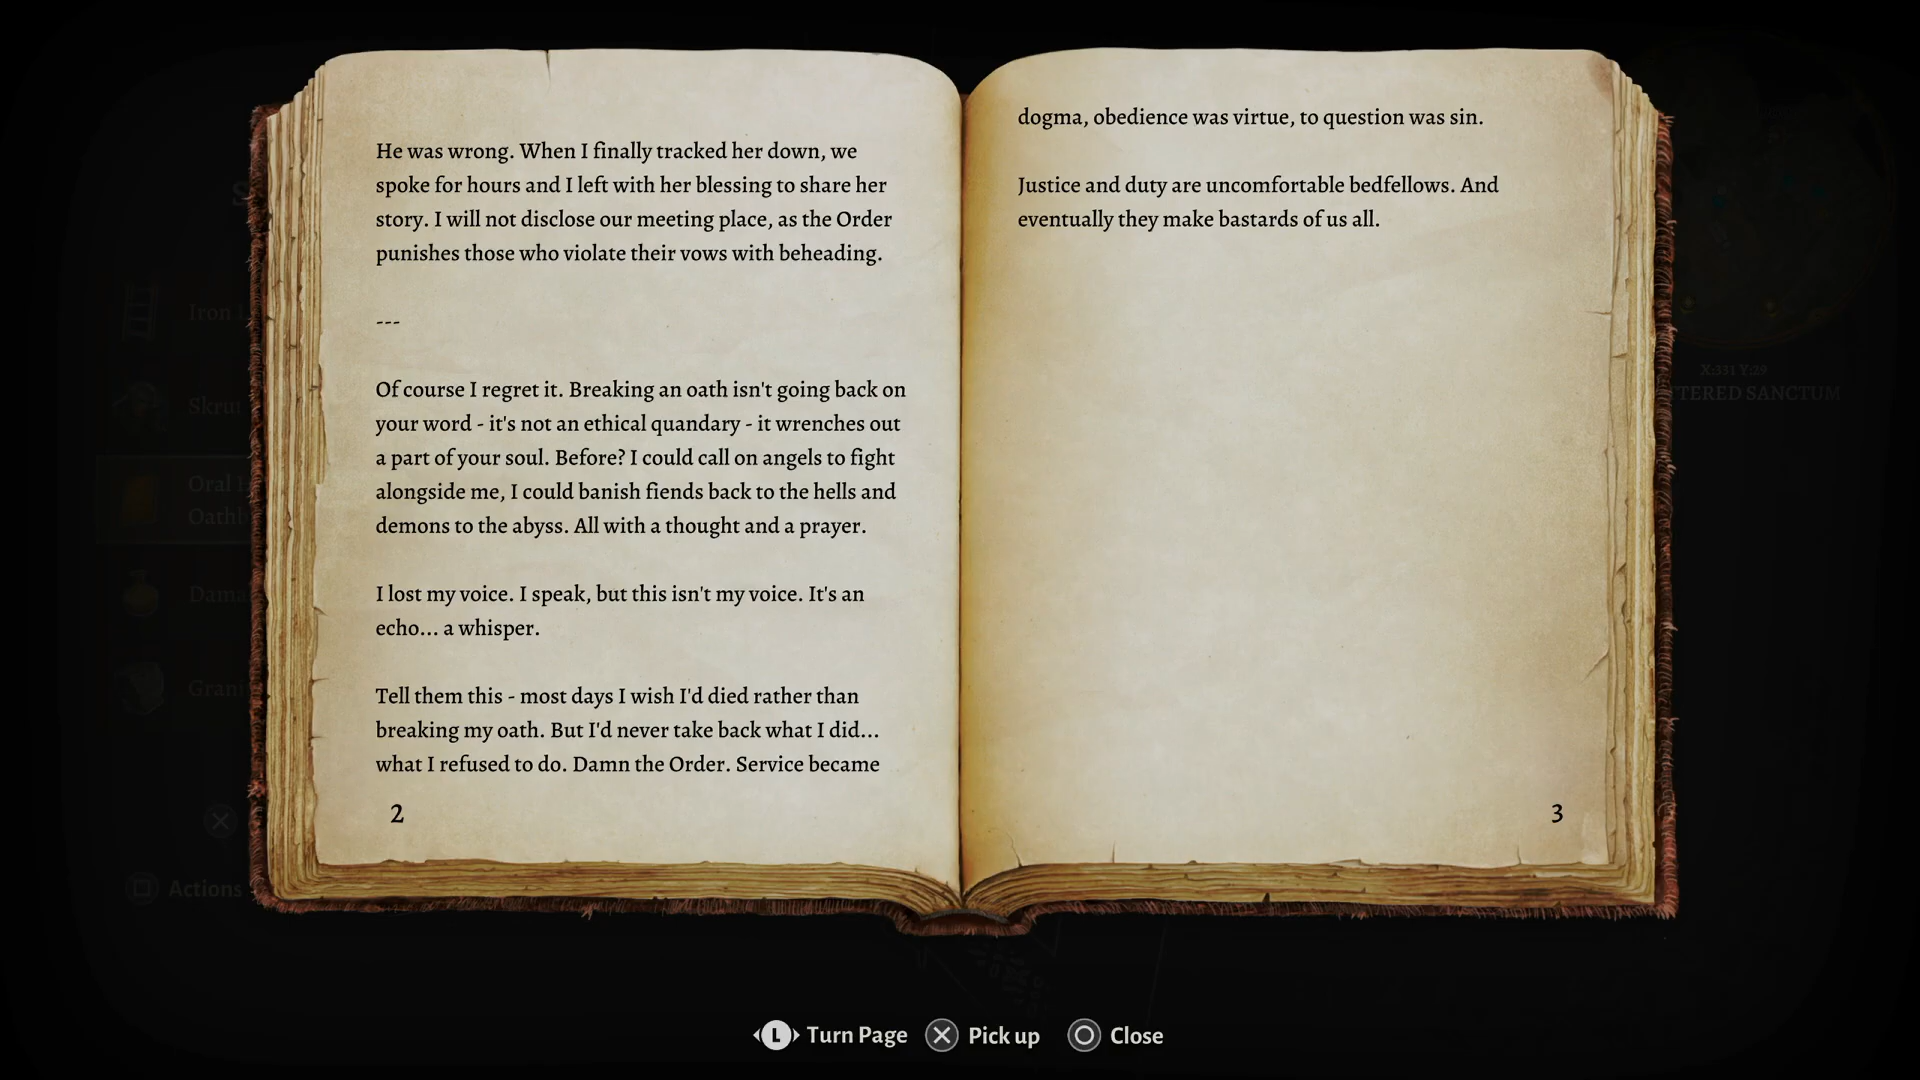 He was wrong. When I finally tracked her down, we
spoke for hours and I left with her blessing to share her
story. I will not disclose our meeting place, as the Order
punishes those who violate their vows with beheading.
---
Of course I regret it. Breaking an oath isn't going back on
your word - it's not an ethical quandary - it wrenches out
a part of your soul. Before? I could call on angels to fight
alongside me, I could banish fiends back to the hells and
demons to the abyss. All with a thought and a prayer.
I lost my voice. I speak, but this isn't my voice. It's an
echo... a whisper.
Tell them this - most days I wish I'd died rather than
breaking my oath. But I'd never take back what I did...
what I refused to do. Damn the Order. Service became
2
dogma, obedience was virtue, to question was sin.
Justice and duty are uncomfortable bedfellows. And
eventually they make bastards of us all.
3
Iron
Oral
Actions
X:331 Y:29
TERED SANCTUM
L Turn Page
Pick up
Close